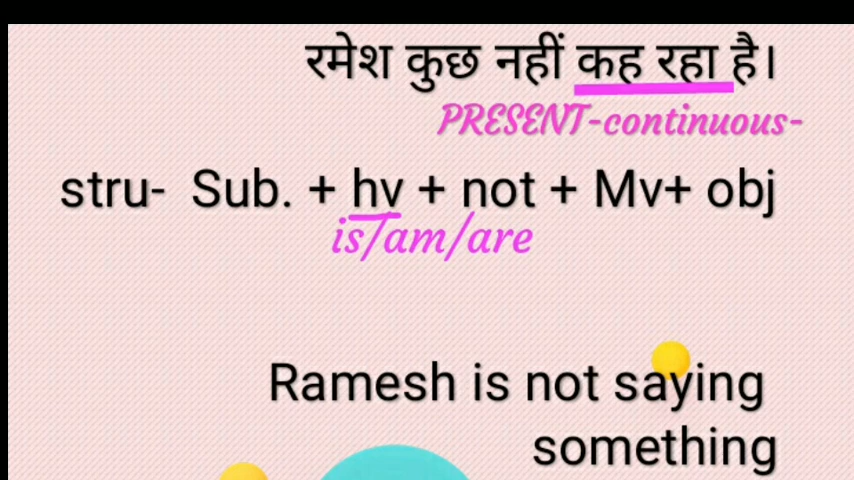 रमेश कुछ नहीं कह रहा है।
PRESENT-continuous-
stru- Sub. + hv + not + Mv+ obj
is/am/are
Ramesh is not saying
something